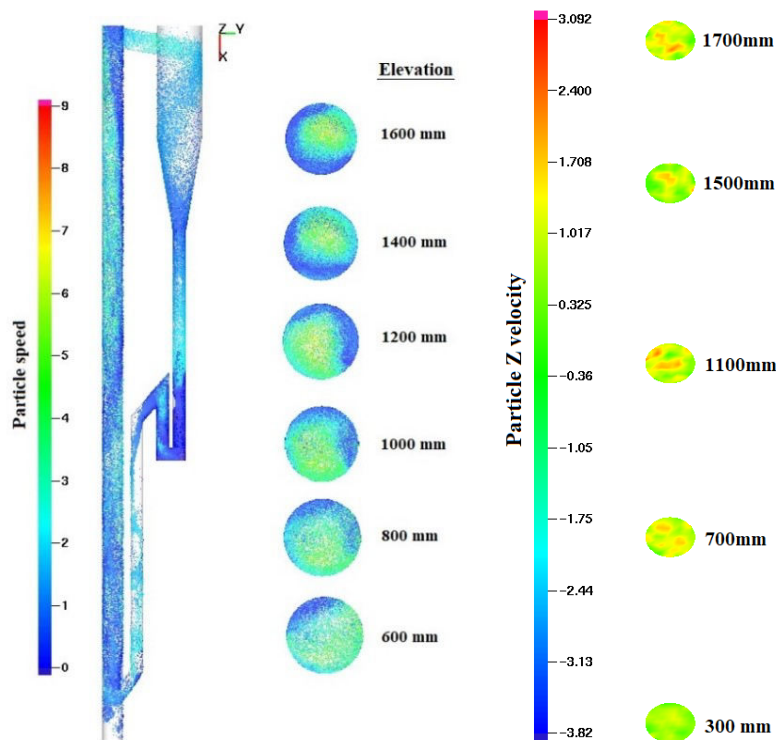 Z
Y
X
Elevation
1600 mm
1400 mm
1200 mm
1000 mm
800 mm
600 mm
Particle speed
9
8
7
6
5
4
3
2
1
0
Particle Z velocity
3.092
2.400
1.708
1.017
0.325
-0.36
-1.05
-1.75
-2.44
-3.13
-3.82
1700mm
1500mm
1100mm
700mm
300 mm